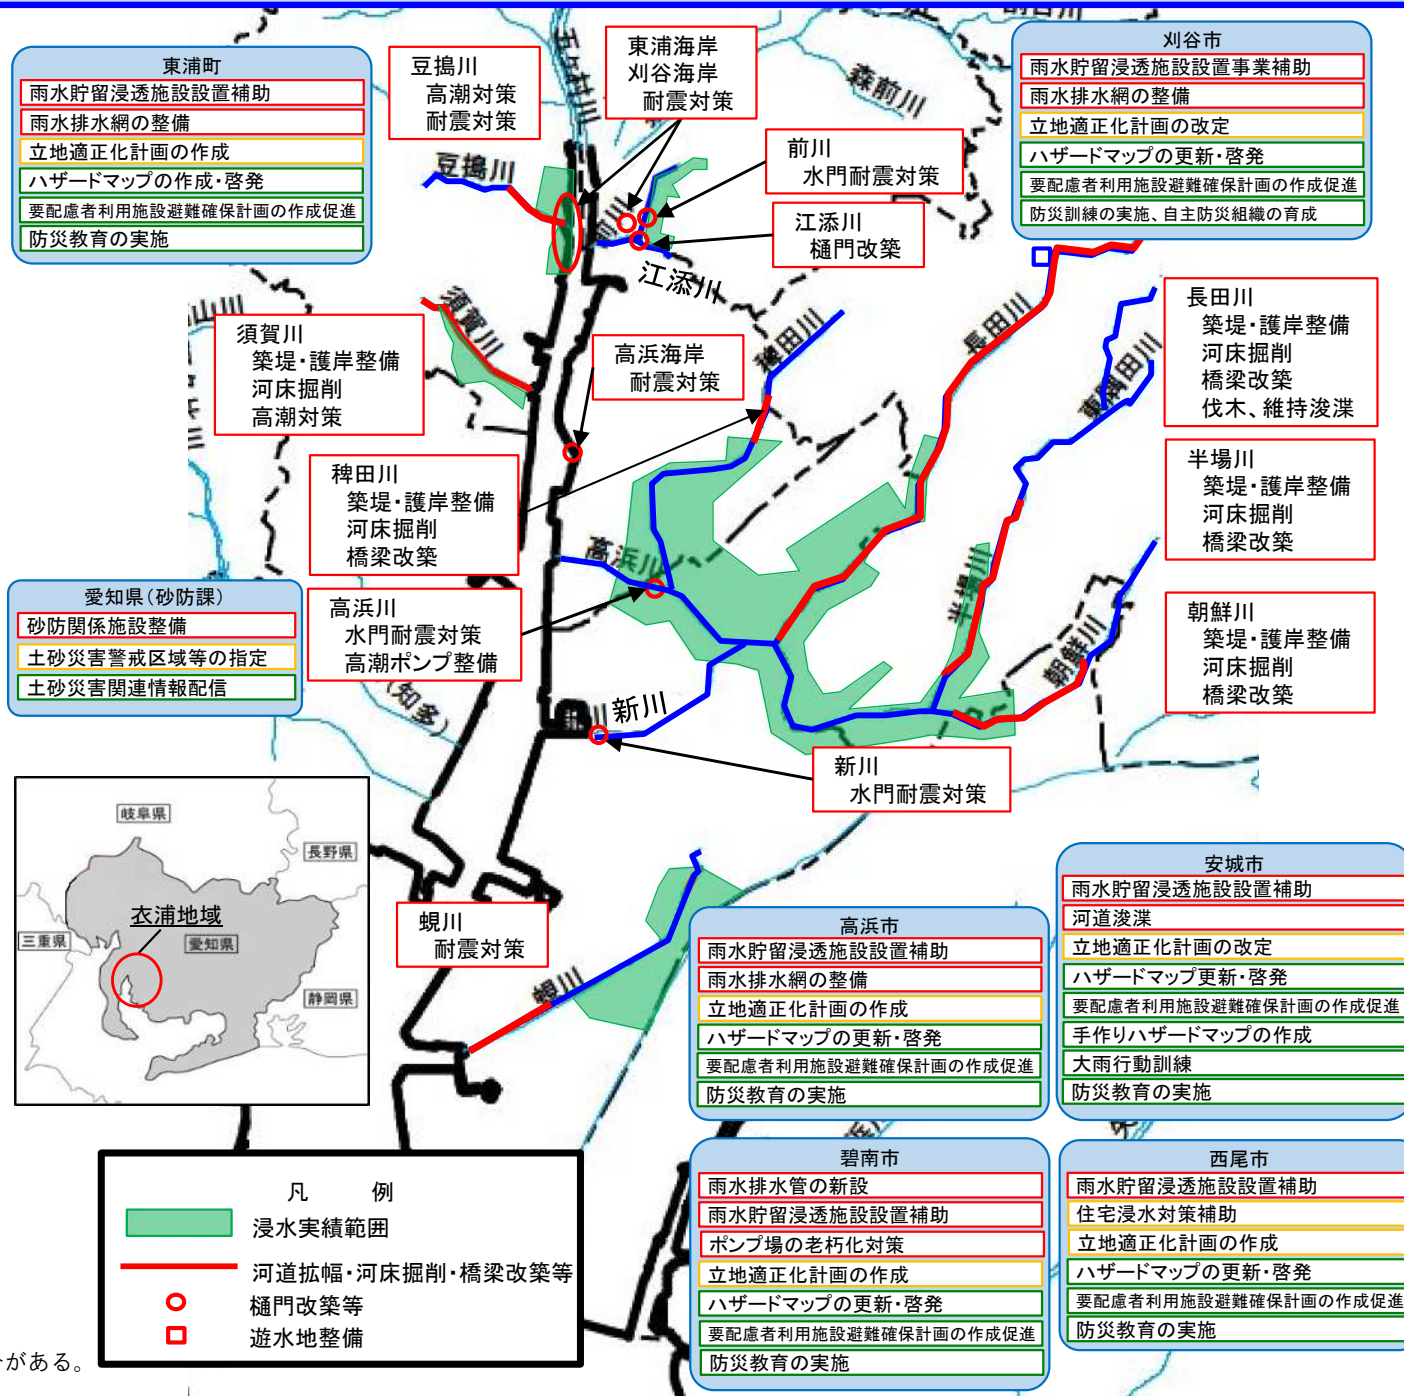 東浦町
雨水貯留浸透施設設置補助
雨水排水網の整備
立地適正化計画の作成
ハザードマップの作成・啓発
要配慮者利用施設避難確保計画の作成促進
防災教育の実施
豆搗川
高潮対策
耐震対策
東浦海岸
刈谷海岸
耐震対策
五ヶ村川
森前川
刈谷市
雨水貯留浸透施設設置事業補助
雨水排水網の整備
立地適正化計画の改定
ハザードマップの更新・啓発
要配慮者利用施設避難確保計画の作成促進
防災訓練の実施、自主防災組織の育成
豆搗川
前川
水門耐震対策
江添川
樋門改築
江添川
須賀川
須賀川
築堤・護岸整備
河床掘削
高潮対策
高浜海岸
耐震対策
稗田川
長田川
長田川
築堤・護岸整備
河床掘削
橋梁改築
伐木、維持浚渫
稗田川
築堤・護岸整備
河床掘削
橋梁改築
半場川
築堤・護岸整備
河床掘削
橋梁改築
高浜川
半場川
愛知県(砂防課)
砂防関係施設整備
土砂災害警戒区域等の指定
土砂災害関連情報配信
高浜川
水門耐震対策
高潮ポンプ整備
朝鮮川
朝鮮川
築堤・護岸整備
河床掘削
橋梁改築
(知多)
新川
新川
水門耐震対策
岐阜県
長野県
衣浦地域
三重県
愛知県
静岡県
蜆川
耐震対策
蜆川
高浜市
雨水貯留浸透施設設置補助
雨水排水網の整備
立地適正化計画の作成
ハザードマップの更新・啓発
要配慮者利用施設避難確保計画の作成促進
防災教育の実施
安城市
雨水貯留浸透施設設置補助
河道浚渫
立地適正化計画の改定
ハザードマップ更新・啓発
要配慮者利用施設避難確保計画の作成促進
手作りハザードマップの作成
大雨行動訓練
防災教育の実施
碧南市
雨水排水管の新設
雨水貯留浸透施設設置補助
ポンプ場の老朽化対策
立地適正化計画の作成
ハザードマップの更新・啓発
要配慮者利用施設避難確保計画の作成促進
防災教育の実施
西尾市
雨水貯留浸透施設設置補助
住宅浸水対策補助
立地適正化計画の作成
ハザードマップの更新・啓発
要配慮者利用施設避難確保計画の作成促進
防災教育の実施
凡 例
浸水実績範囲
河道拡幅・河床掘削・橋梁改築等
樋門改築等
遊水地整備
がある。